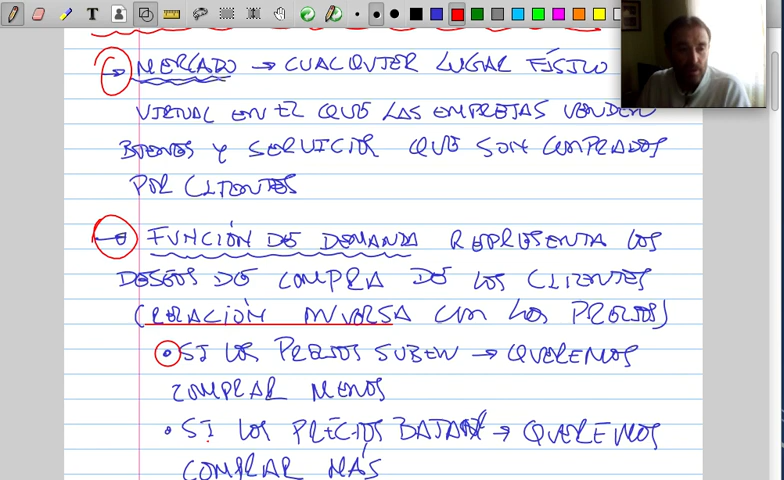 MERCADO → CUALQUIER LUGAR FÍSICO
VIRTUAL EN EL QUE LAS EMPRESAS VENDEN
BIENES Y SERVICIOS QUE SON COMPRADOS
POR CLIENTES
FUNCIÓN DE DEMANDA REPRESENTA LOS
DESEOS DE COMPRA DE LOS CLIENTES
(RELACIÓN INVERSA CON LOS PRECIOS)
• SI LOS PRECIOS SUBEN → QUEREMOS
COMPRAR MENOS
• SI LOS PRECIOS BAJAN → QUEREMOS
COMPRAR MÁS